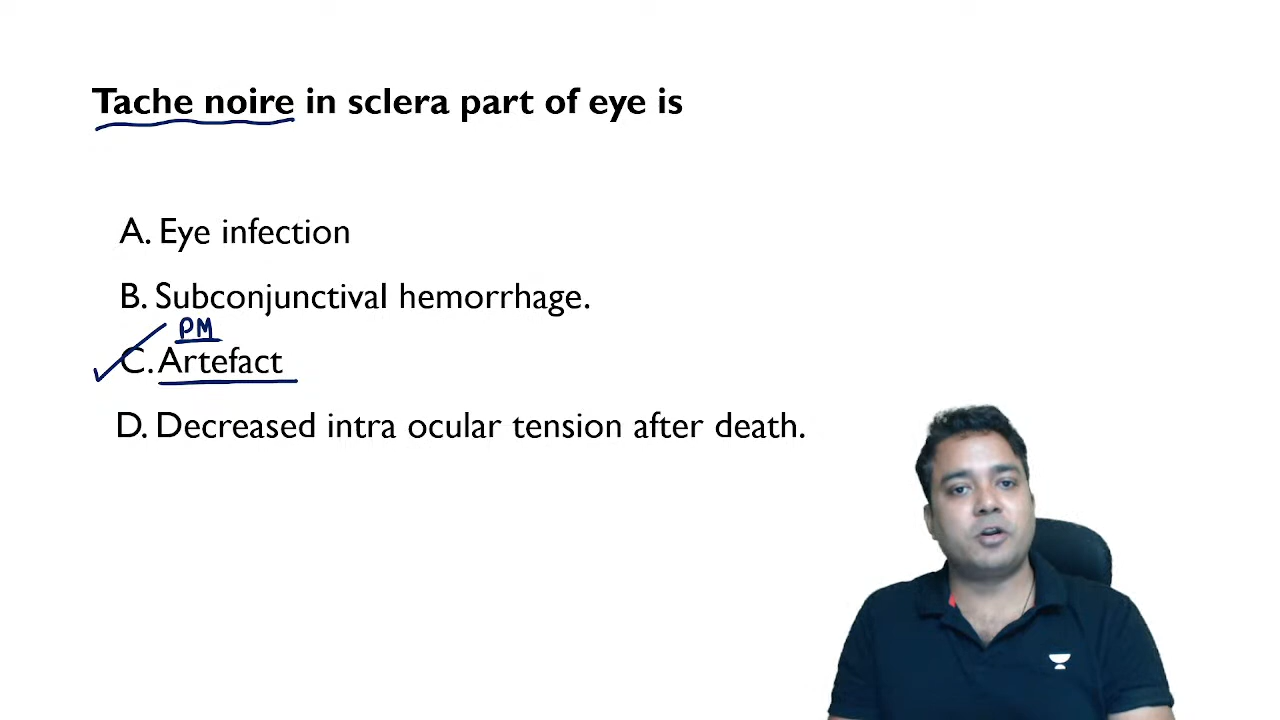 Tache noire in sclera part of eye is
A. Eye infection
B. Subconjunctival hemorrhage.
PM
C. Artefact
D. Decreased intra ocular tension after death.